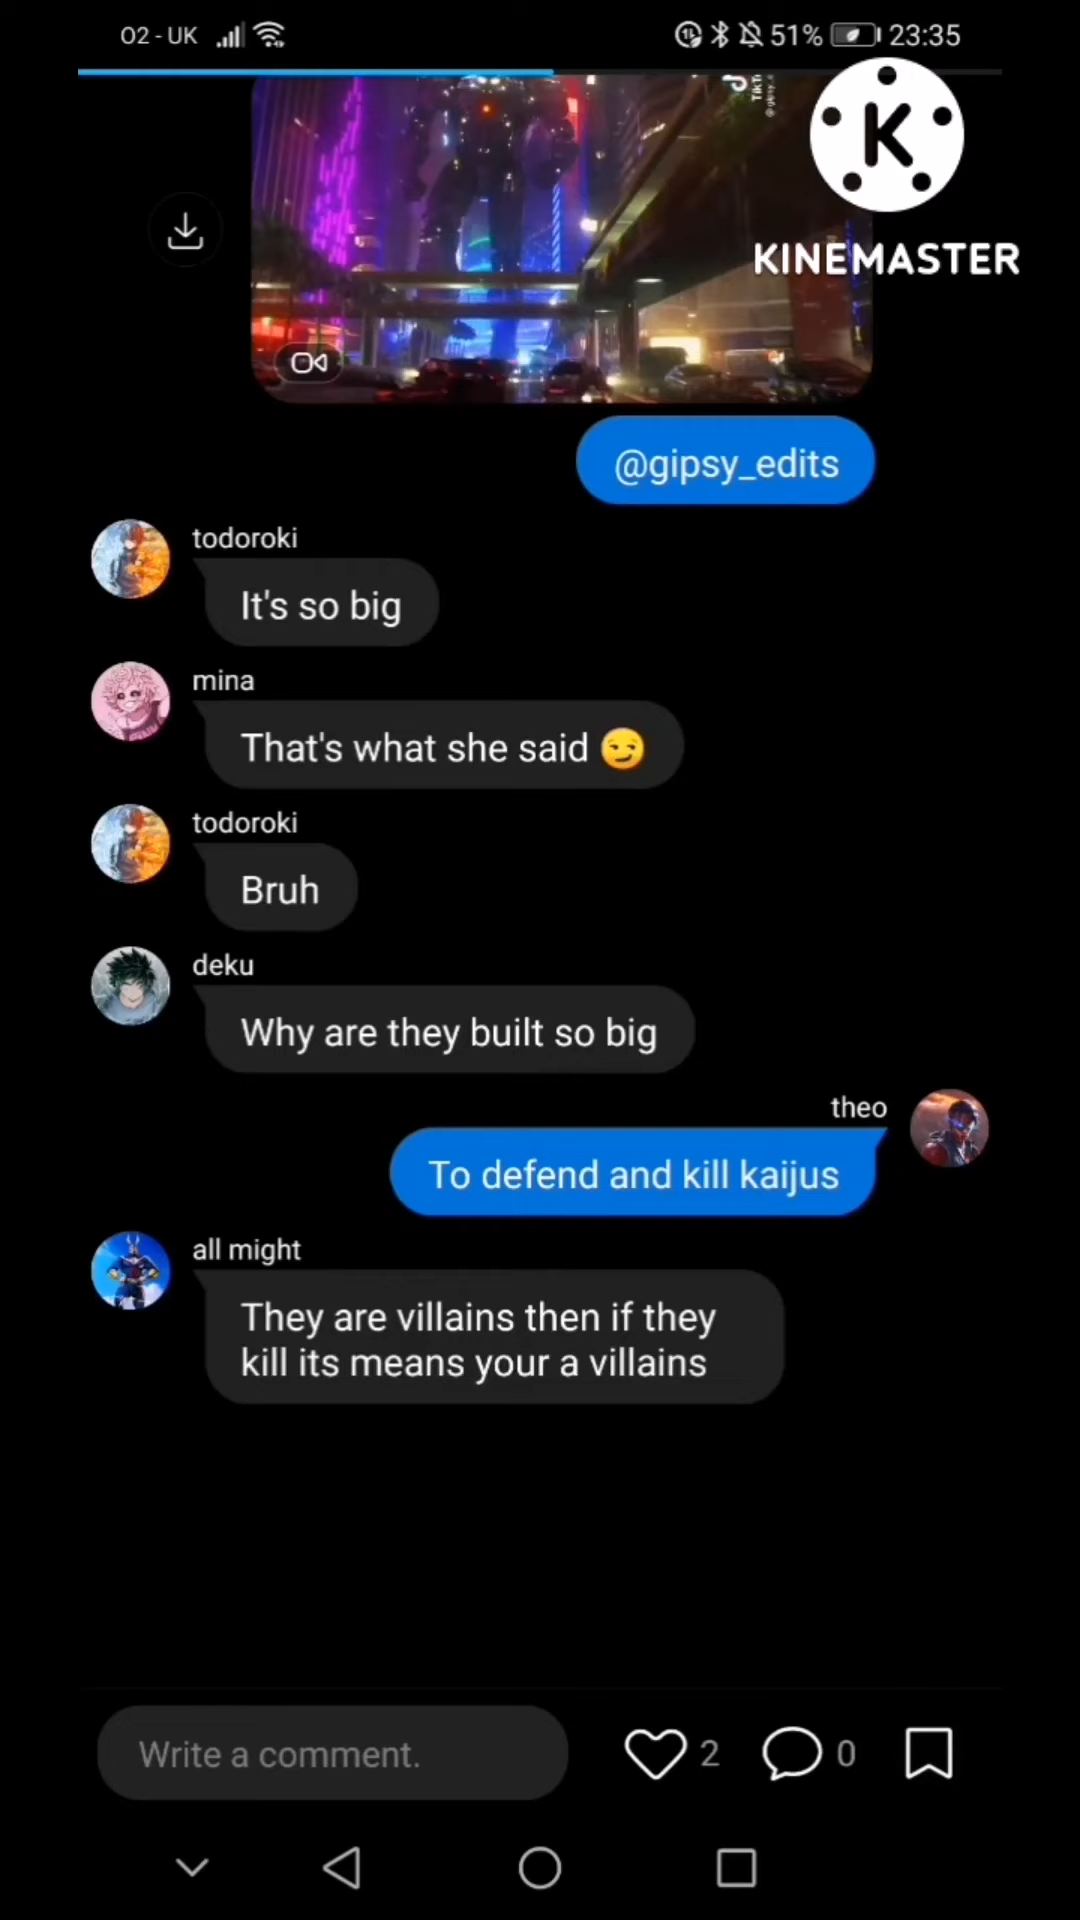 O2 - UK
51% 23:35
K
KINEMASTER
@gipsy_edits
todoroki
It's so big
mina
That's what she said 😏
todoroki
Bruh
deku
Why are they built so big
theo
To defend and kill kaijus
all might
They are villains then if they
kill its means your a villains
Write a comment.
2
0